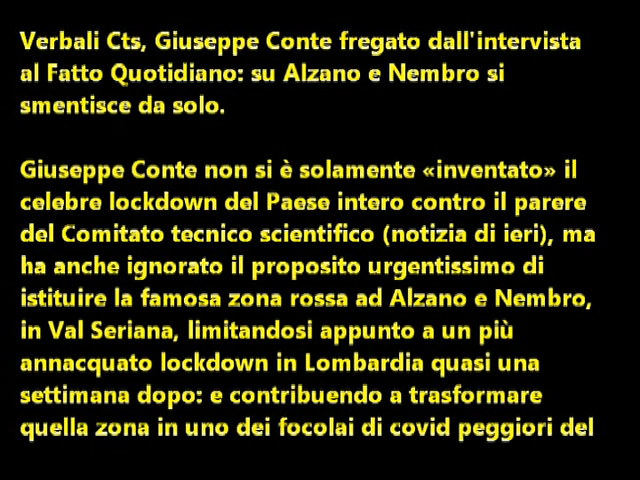 Verbali Cts, Giuseppe Conte fregato dall'intervista
al Fatto Quotidiano: su Alzano e Nembro si
smentisce da solo.
Giuseppe Conte non si è solamente «inventato» il
celebre lockdown del Paese intero contro il parere
del Comitato tecnico scientifico (notizia di ieri), ma
ha anche ignorato il proposito urgentissimo di
istituire la famosa zona rossa ad Alzano e Nembro,
in Val Seriana, limitandosi appunto a un più
annacquato lockdown in Lombardia quasi una
settimana dopo: e contribuendo a trasformare
quella zona in uno dei focolai di covid peggiori del